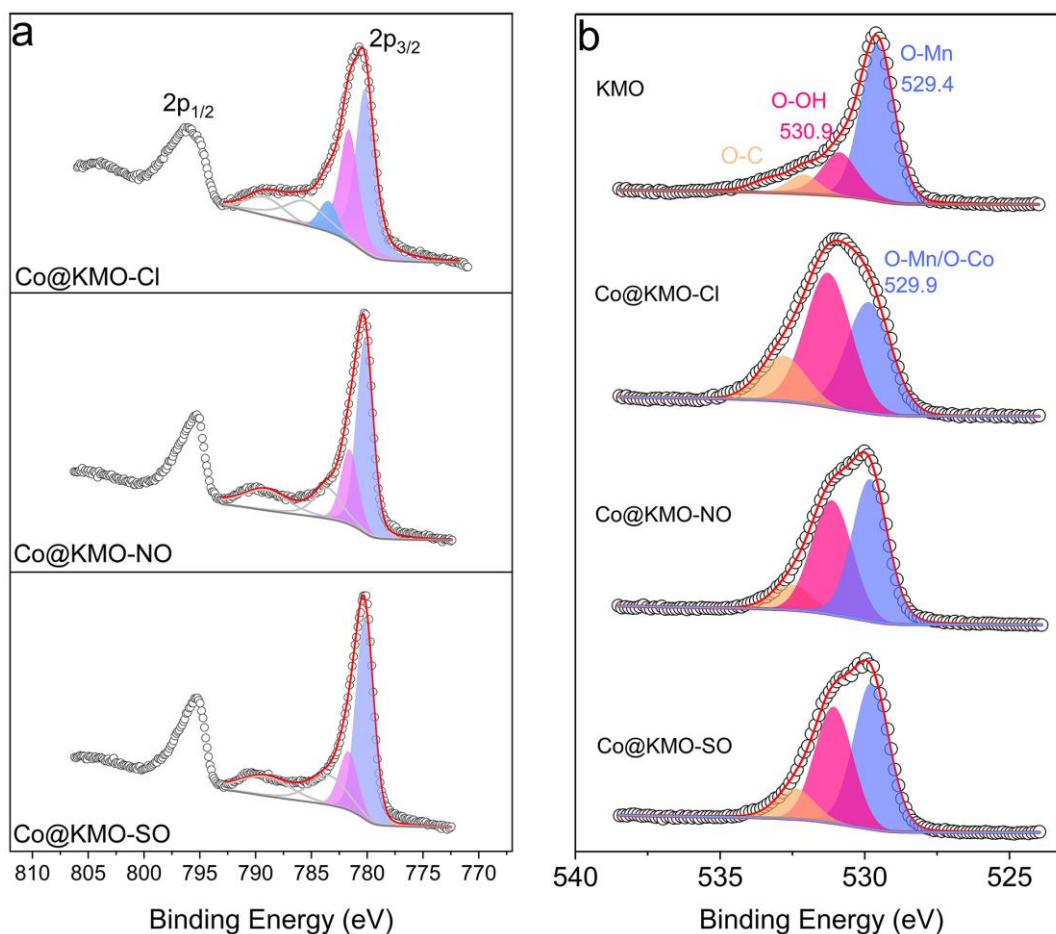 a
2p1/2
2p3/2
Co@KMO-Cl
Co@KMO-NO
Co@KMO-SO
810 805 800 795 790 785 780 775 770
Binding Energy (eV)
b
KMO
O-Mn
529.4
O-OH
530.9
O-C
Co@KMO-Cl
O-Mn/O-Co
529.9
Co@KMO-NO
Co@KMO-SO
540 535 530 525
Binding Energy (eV)